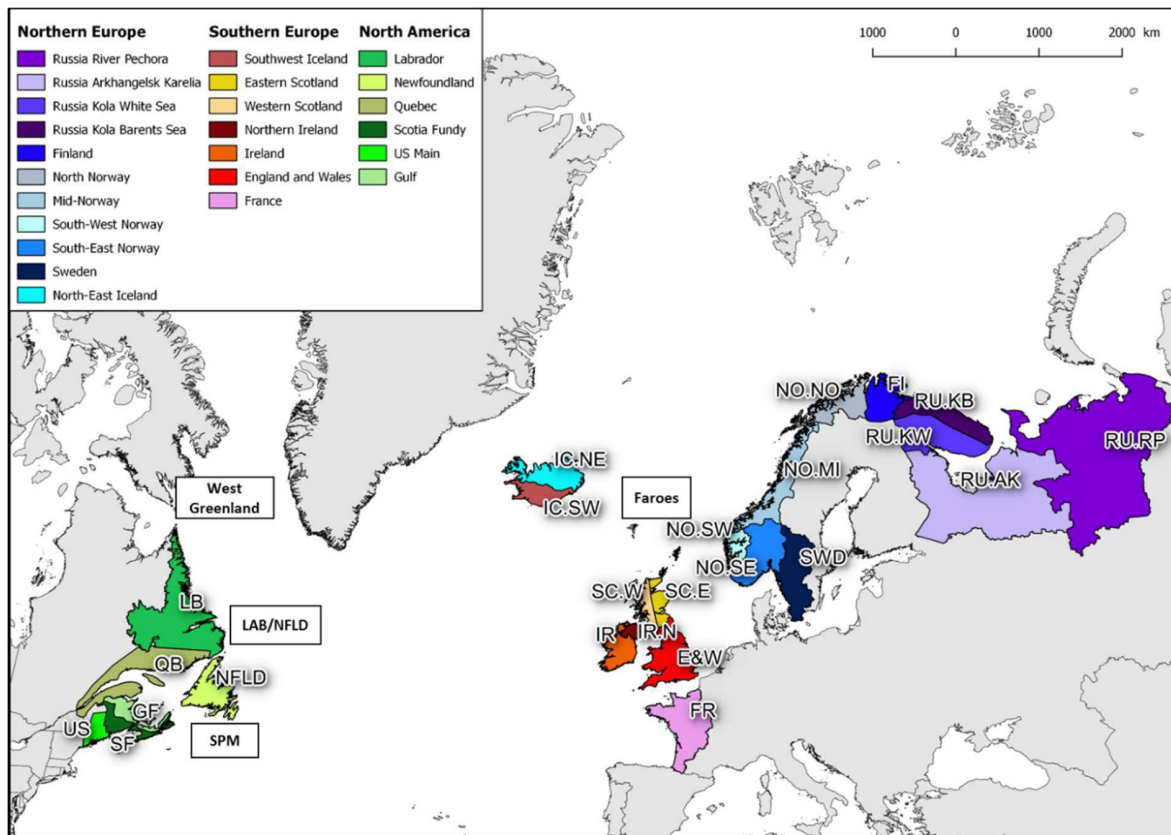 Northern Europe
Russia River Pechora
Russia Arkhangelsk Karelia
Russia Kola White Sea
Russia Kola Barents Sea
Finland
North Norway
Mid-Norway
South-West Norway
South-East Norway
Sweden
North-East Iceland
Southern Europe
Southwest Iceland
Eastern Scotland
Western Scotland
Northern Ireland
Ireland
England and Wales
France
North America
Labrador
Newfoundland
Quebec
Scotia Fundy
US Main
Gulf
1000 0 1000 2000 km
NO.NO
FI
RU.KB
RU.KW
RU.RP
RU.AK
NO.MI
IC.NE
IC.SW
West
Greenland
Faroes
NO.SW
NO.SE
SWD
SC.W
SC.E
LB
LAB/NFLD
IR
IR.N
E&W
QB
NFLD
FR
GF
US
SF
SPM